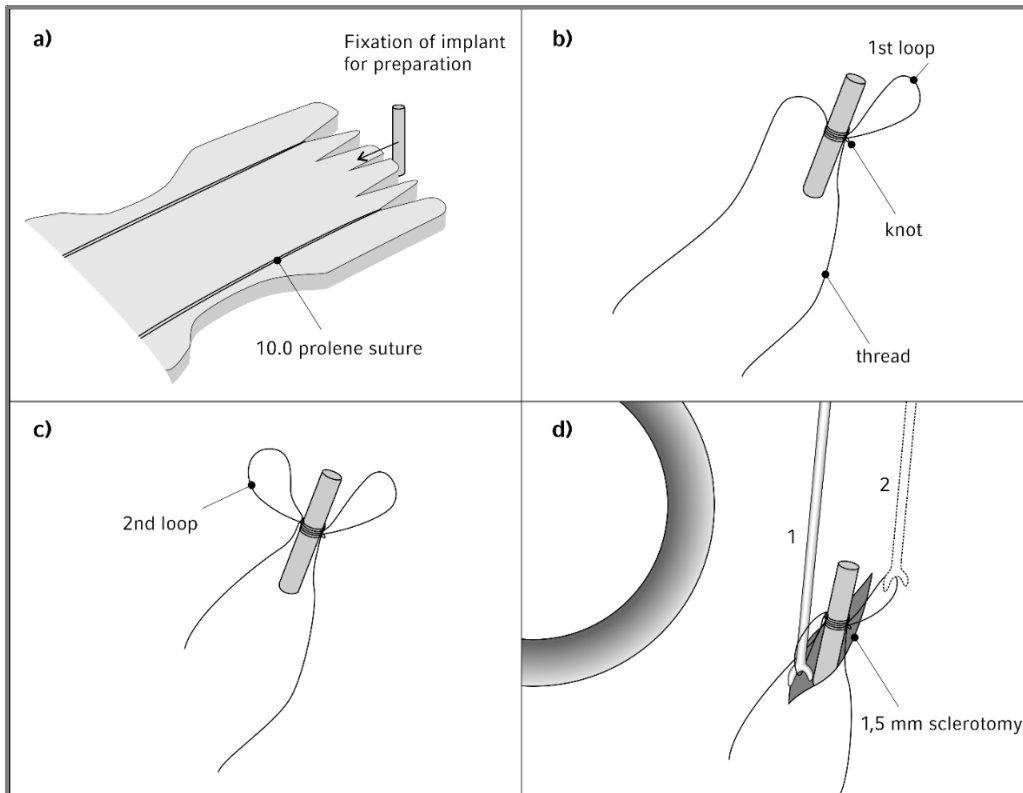 a)
Fixation of implant
for preparation
10.0 prolene suture
b)
1st loop
knot
thread
c)
2nd loop
d)
1
2
1,5 mm sclerotomy